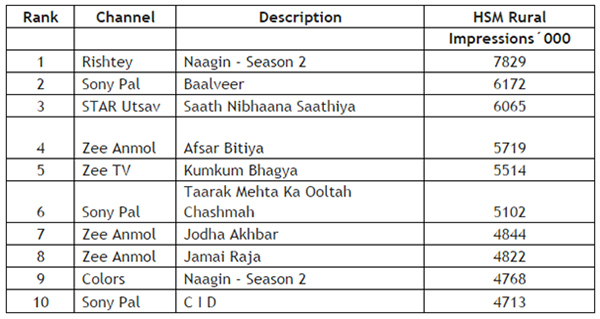 Rank Channel Description HSM Rural
Impressions´000
1 Rishtey Naagin - Season 2 7829
2 Sony Pal Baalveer 6172
3 STAR Utsav Saath Nibhaana Saathiya 6065
4 Zee Anmol Afsar Bitiya 5719
5 Zee TV Kumkum Bhagya 5514
Taarak Mehta Ka Ooltah
6 Sony Pal Chashmah 5102
7 Zee Anmol Jodha Akhbar 4844
8 Zee Anmol Jamai Raja 4822
9 Colors Naagin - Season 2 4768
10 Sony Pal C I D 4713